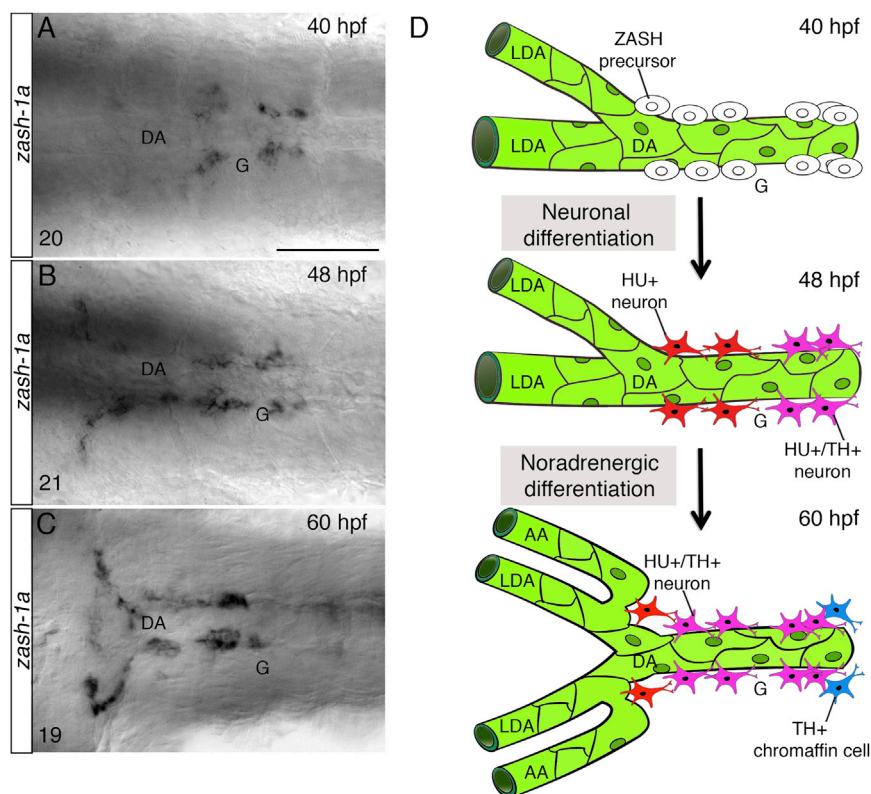 A
40 hpf
zash-1a
DA
G
20
B
48 hpf
zash-1a
DA
G
21
C
60 hpf
zash-1a
DA
G
19
D
40 hpf
LDA
ZASH
precursor
LDA
DA
G
Neuronal
differentiation
48 hpf
LDA
HU+
neuron
LDA
DA
G
HU+/TH+
neuron
Noradrenergic
differentiation
60 hpf
AA
HU+/TH+
neuron
LDA
DA
G
LDA
TH+
chromaffin cell
AA